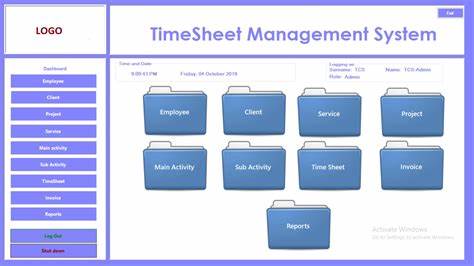 LOGO
TimeSheet Management System
Exit
Dashboard
Employee
Client
Project
Service
Main activity
Sub Activity
TimeSheet
Invoice
Reports
Log Out
Shut down
Time and Date
9:09:41 PM
Friday, 04 October 2019
Logging as
Surname: TCS
Name: TCS Admin
Role: Admin
Employee
Client
Service
Project
Main Activity
Sub Activity
Time Sheet
Invoice
Reports
Activate Windows
Go to Settings to activate Windows.